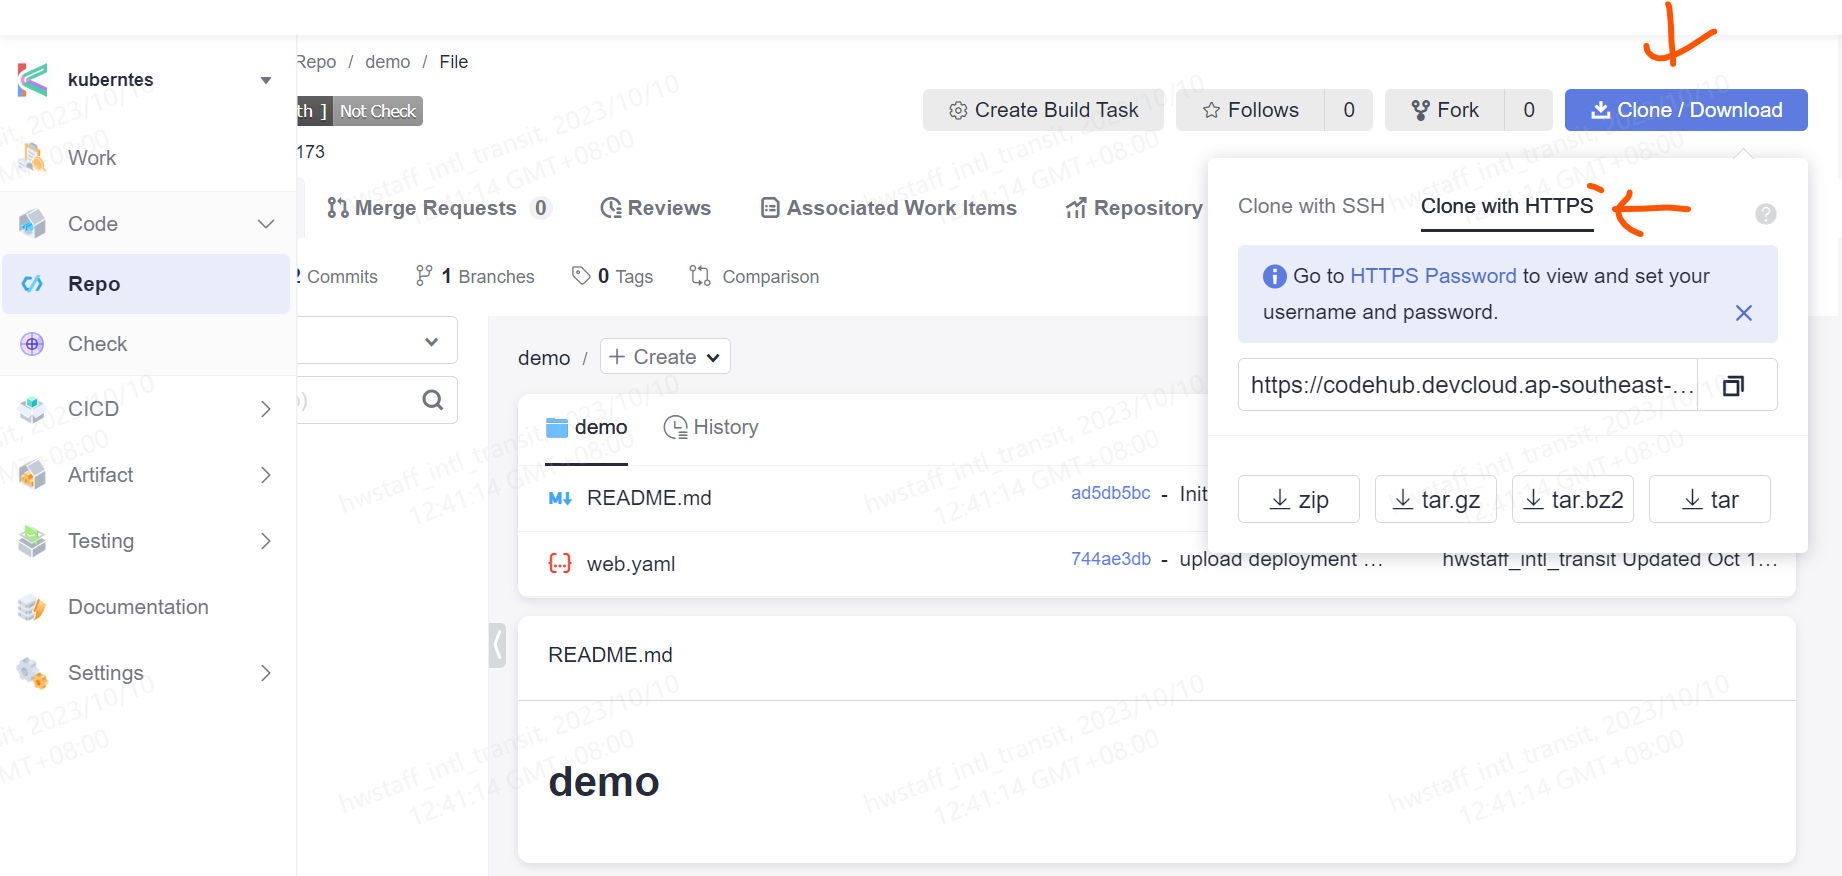 kuberntes
Work
Code
Repo
Check
CICD
Artifact
Testing
Documentation
Settings
Repo / demo / File
th ] Not Check
173
Create Build Task
Follows 0
Fork 0
Clone / Download
Merge Requests 0
Reviews
Associated Work Items
Repository
Commits
1 Branches
0 Tags
Comparison
Clone with SSH
Clone with HTTPS
Go to HTTPS Password to view and set your
username and password.
https://codehub.devcloud.ap-southeast-...
zip
tar.gz
tar.bz2
tar
demo / + Create
demo
History
README.md ad5db5bc - Init
web.yaml 744ae3db - upload deployment ... hwstaff_intl_transit Updated Oct 1...
README.md
demo
hwstaff_intl_transit, 2023/10/10
12:41:14 GMT+08:00